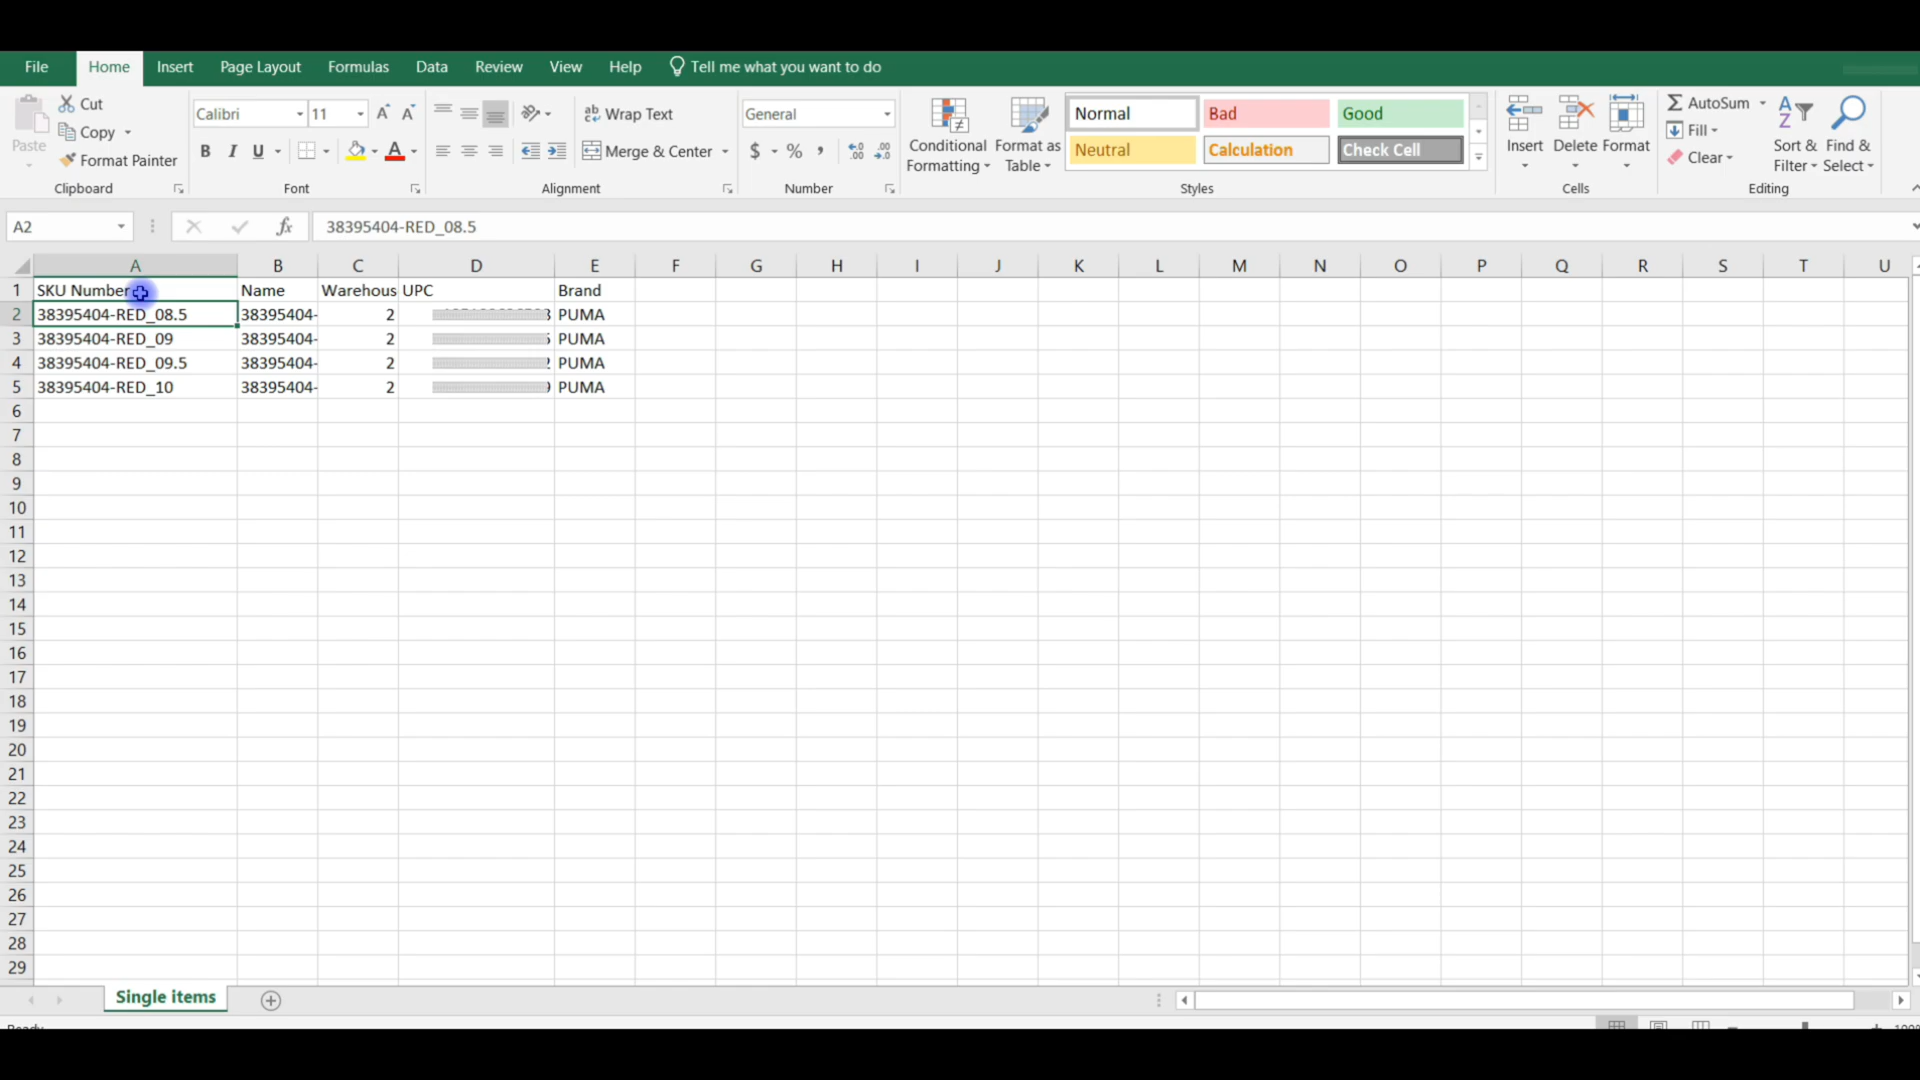 File Home Insert Page Layout Formulas Data Review View Help Tell me what you want to do
Paste
Cut
Copy
Format Painter
Clipboard
Calibri 11
B I U
Font
Wrap Text
Merge & Center
Alignment
General
$ % ,
Number
Conditional
Formatting
Format as
Table
Normal Bad Good
Neutral Calculation Check Cell
Styles
Insert Delete Format
Cells
AutoSum
Fill
Clear
Sort &
Filter
Find &
Select
Editing
A2 fx 38395404-RED_08.5
A B C D E F G H I J K L M N O P Q R S T U
1 SKU Number Name Warehous UPC Brand
2 38395404-RED_08.5 38395404- 2 PUMA
3 38395404-RED_09 38395404- 2 PUMA
4 38395404-RED_09.5 38395404- 2 PUMA
5 38395404-RED_10 38395404- 2 PUMA
6
7
8
9
10
11
12
13
14
15
16
17
18
19
20
21
22
23
24
25
26
27
28
29
Single items